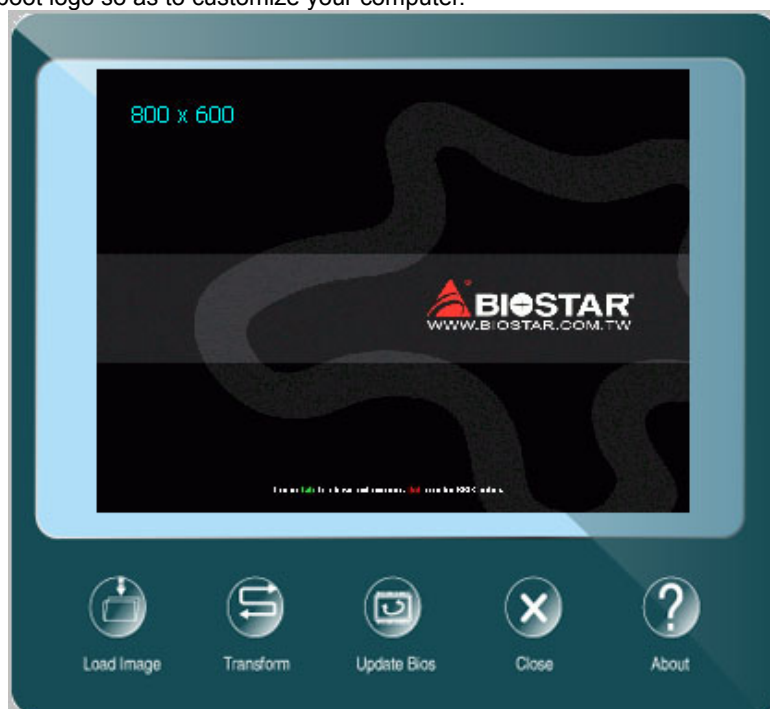 boot logo so as to customize your computer.
800 x 600
BIOSTAR
WWW.BIOSTAR.COM.TW
Load Image
Transform
Update Bios
Close
About